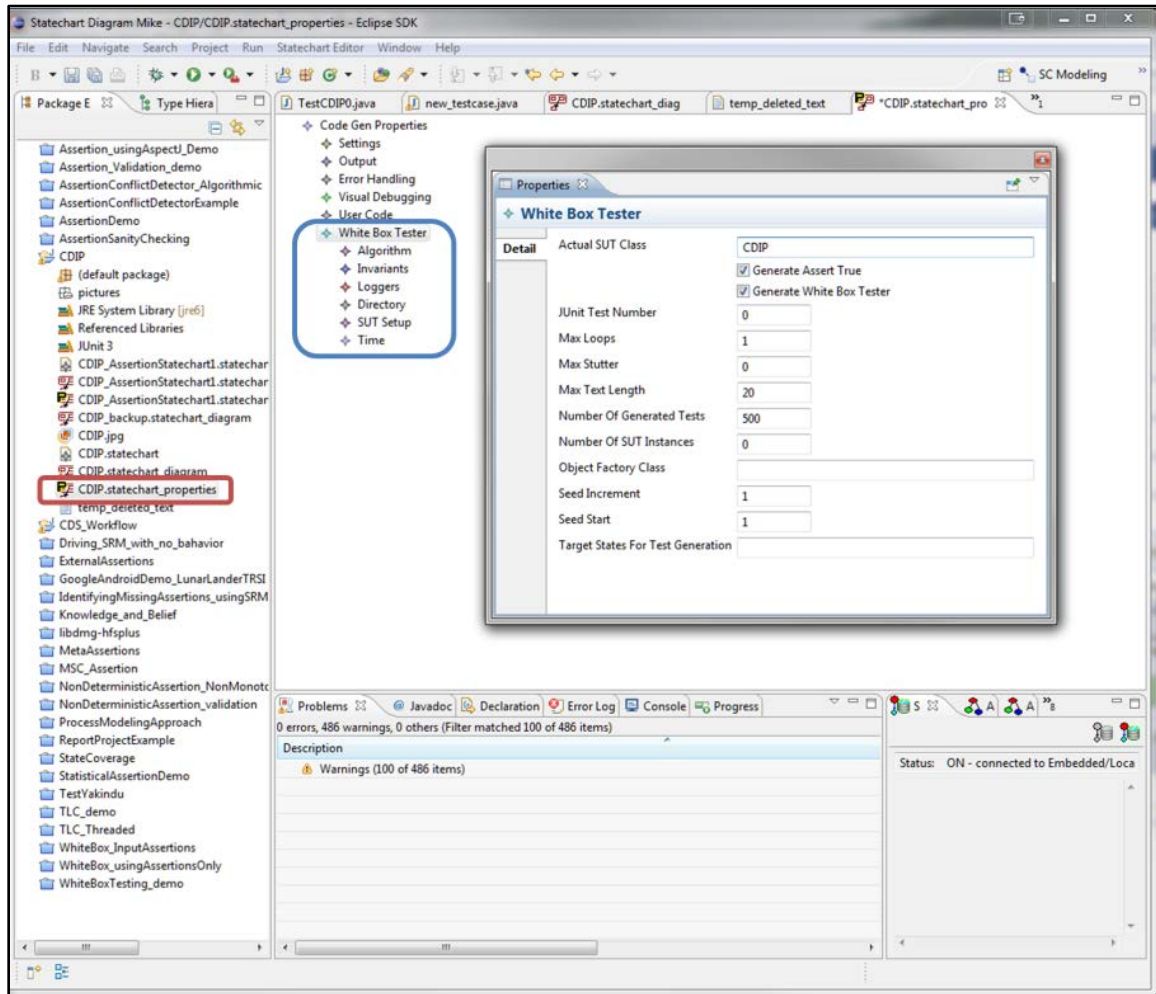 Statechart Diagram Mike - CDIP/CDIP.statechart_properties - Eclipse SDK
File Edit Navigate Search Project Run Statechart Editor Window Help
SC Modeling
Package E
Type Hiera
TestCDIP0.java
new_testcase.java
CDIP.statechart_diag
temp_deleted_text
*CDIP.statechart_pro
Assertion_usingAspectJ_Demo
Assertion_Validation_demo
AssertionConflictDetector_Algorithmic
AssertionConflictDetectorExample
AssertionDemo
AssertionSanityChecking
CDIP
(default package)
pictures
JRE System Library [jre6]
Referenced Libraries
JUnit 3
CDIP_AssertionStatechart1.statechar
CDIP_AssertionStatechart1.statechar
CDIP_AssertionStatechart1.statechar
CDIP_backup.statechart_diagram
CDIP.jpg
CDIP.statechart
CDIP.statechart_diagram
CDIP.statechart_properties
temp_deleted_text
CDS_Workflow
Driving_SRM_with_no_bahavior
ExternalAssertions
GoogleAndroidDemo_LunarLanderTRSI
IdentifyingMissingAssertions_usingSRM
Knowledge_and_Belief
libdmg-hfsplus
MetaAssertions
MSC_Assertion
NonDeterministicAssertion_NonMonotc
NonDeterministicAssertion_validation
ProcessModelingApproach
ReportProjectExample
StateCoverage
StatisticalAssertionDemo
TestYakindu
TLC_demo
TLC_Threaded
WhiteBox_InputAssertions
WhiteBox_usingAssertionsOnly
WhiteBoxTesting_demo
Code Gen Properties
Settings
Output
Error Handling
Visual Debugging
User Code
White Box Tester
Algorithm
Invariants
Loggers
Directory
SUT Setup
Time
Properties
White Box Tester
Detail
Actual SUT Class CDIP
Generate Assert True
Generate White Box Tester
JUnit Test Number 0
Max Loops 1
Max Stutter 0
Max Text Length 20
Number Of Generated Tests 500
Number Of SUT Instances 0
Object Factory Class
Seed Increment 1
Seed Start 1
Target States For Test Generation
Problems @ Javadoc Declaration Error Log Console Progress
0 errors, 486 warnings, 0 others (Filter matched 100 of 486 items)
Description
Warnings (100 of 486 items)
S A A
Status: ON - connected to Embedded/Loca